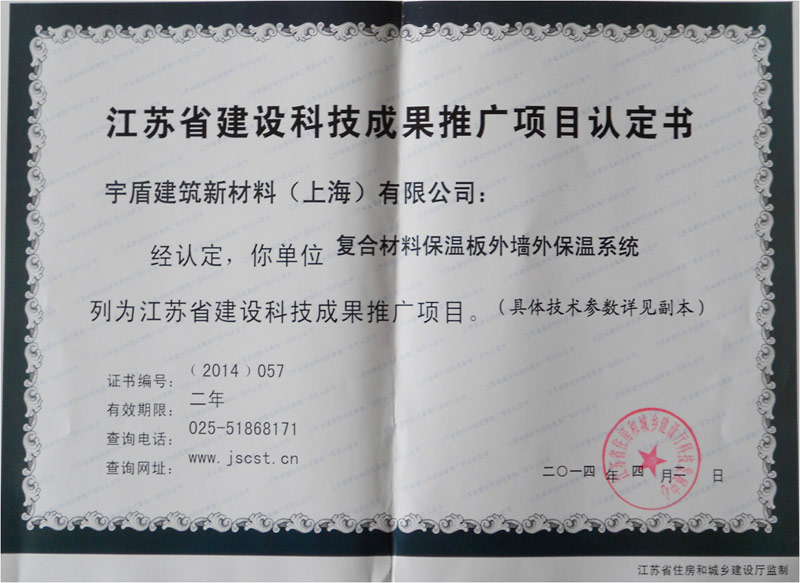 江苏省建设科技成果推广项目认定书
宇盾建筑新材料（上海）有限公司：
经认定，你单位 复合材料保温板外墙外保温系统
列为江苏省建设科技成果推广项目。（具体技术参数详见副本）
证书编号：（2014）057
有效期限：二年
查询电话：025-51868171
查询网址：www.jscst.cn
二〇一四 年 四 月 二 日
江苏省住房和城乡建设厅监制